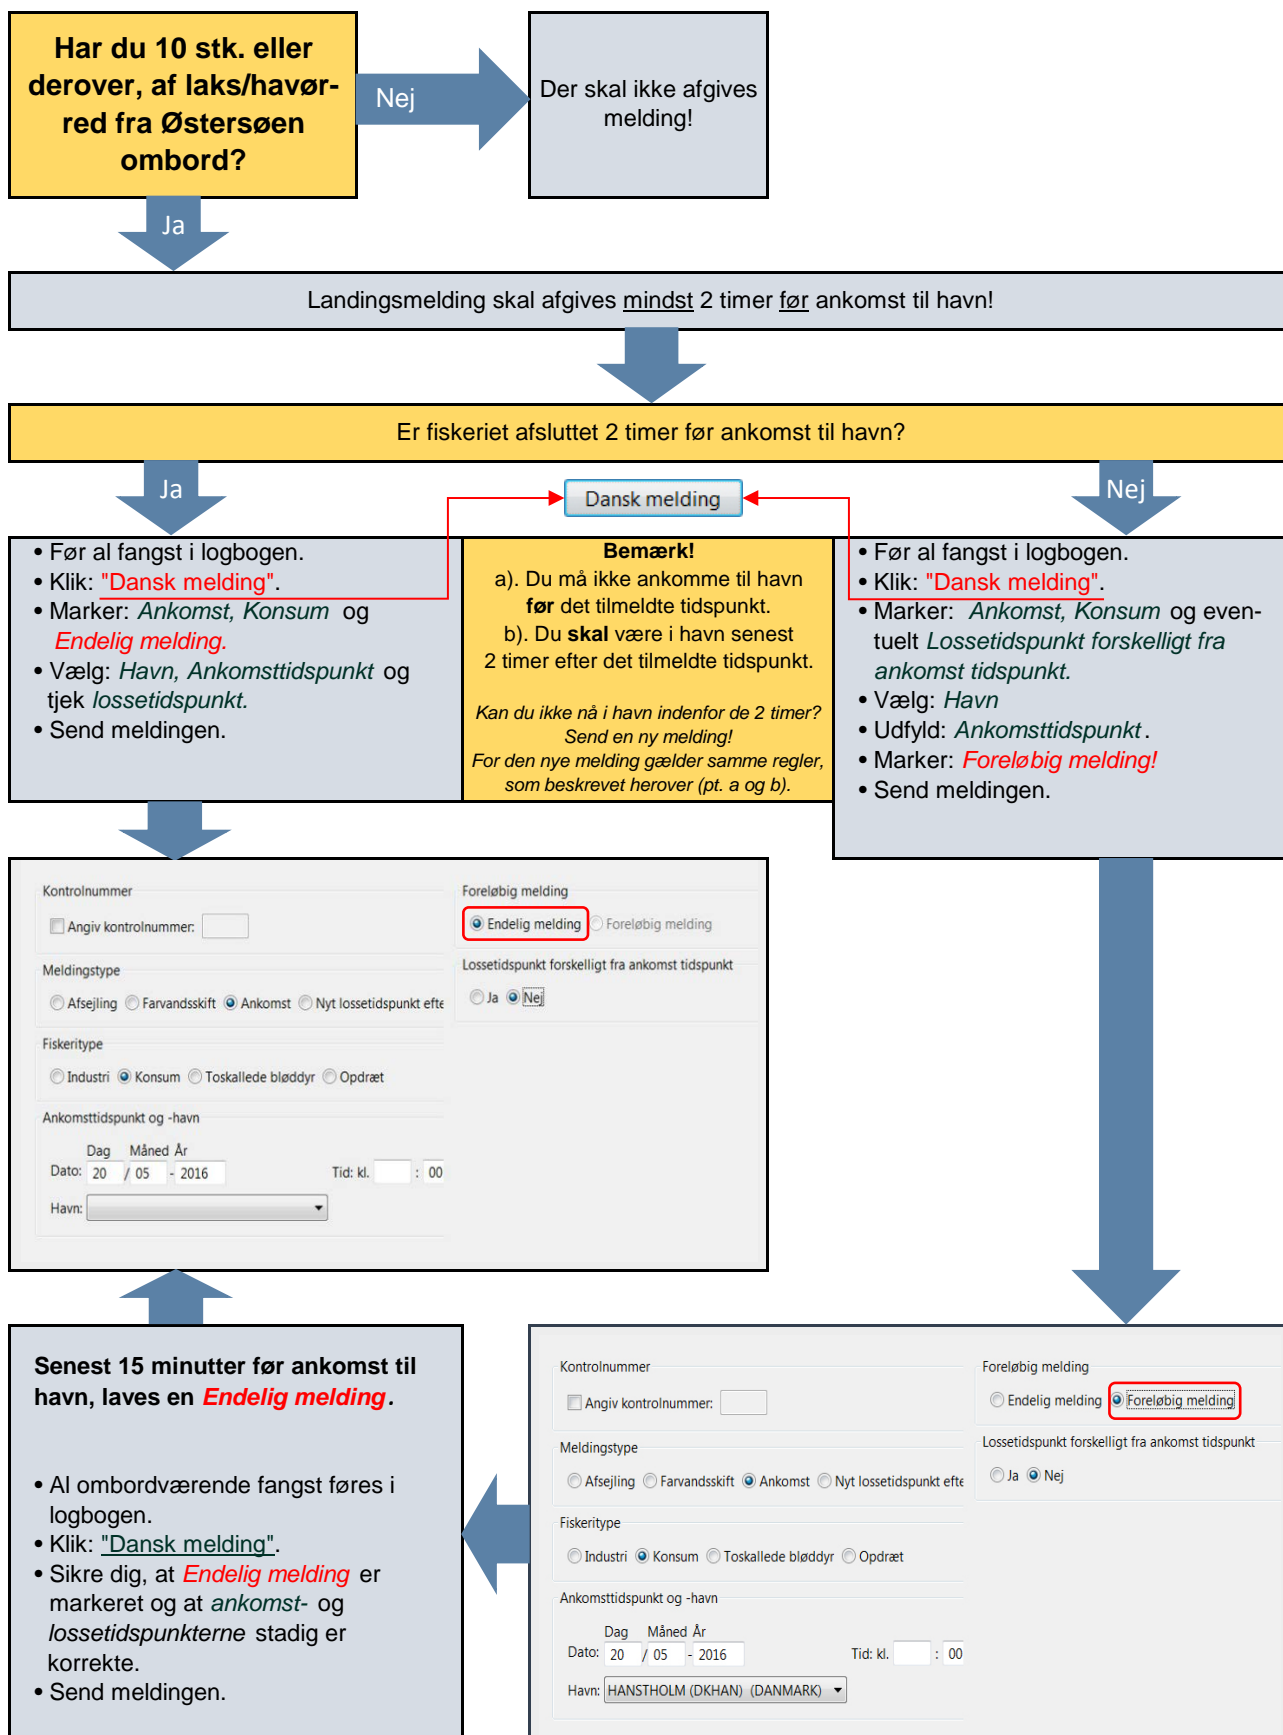 Har du 10 stk. eller
derover, af laks/havør-
red fra Østersøen
ombord?
Nej
Der skal ikke afgives
melding!
Ja
Landingsmelding skal afgives mindst 2 timer før ankomst til havn!
Er fiskeriet afsluttet 2 timer før ankomst til havn?
Ja
Dansk melding
Nej
• Før al fangst i logbogen.
• Klik: "Dansk melding".
• Marker: Ankomst, Konsum og
Endelig melding.
• Vælg: Havn, Ankomsttidspunkt og
tjek lossetidspunkt.
• Send meldingen.
Bemærk!
a). Du må ikke ankomme til havn
før det tilmeldte tidspunkt.
b). Du skal være i havn senest
2 timer efter det tilmeldte tidspunkt.
Kan du ikke nå i havn indenfor de 2 timer?
Send en ny melding!
For den nye melding gælder samme regler,
som beskrevet herover (pt. a og b).
• Før al fangst i logbogen.
• Klik: "Dansk melding".
• Marker: Ankomst, Konsum og even-
tuelt Lossetidspunkt forskelligt fra
ankomst tidspunkt.
• Vælg: Havn
• Udfyld: Ankomsttidspunkt.
• Marker: Foreløbig melding!
• Send meldingen.
Kontrolnummer
Angiv kontrolnummer:
Meldingstype
Afsejling Farvandsskift Ankomst Nyt lossetidspunkt efte
Fiskeritype
Industri Konsum Toskallede bløddyr Opdræt
Ankomsttidspunkt og -havn
Dag Måned År
Dato: 20 / 05 - 2016 Tid: kl. : 00
Havn:
Foreløbig melding
Endelig melding Foreløbig melding
Lossetidspunkt forskelligt fra ankomst tidspunkt
Ja Nej
Senest 15 minutter før ankomst til
havn, laves en Endelig melding.
• Al ombordværende fangst føres i
logbogen.
• Klik: "Dansk melding".
• Sikre dig, at Endelig melding er
markeret og at ankomst- og
lossetidspunkterne stadig er
korrekte.
• Send meldingen.
Kontrolnummer
Angiv kontrolnummer:
Meldingstype
Afsejling Farvandsskift Ankomst Nyt lossetidspunkt efte
Fiskeritype
Industri Konsum Toskallede bløddyr Opdræt
Ankomsttidspunkt og -havn
Dag Måned År
Dato: 20 / 05 - 2016 Tid: kl. : 00
Havn: HANSTHOLM (DKHAN) (DANMARK)
Foreløbig melding
Endelig melding Foreløbig melding
Lossetidspunkt forskelligt fra ankomst tidspunkt
Ja Nej